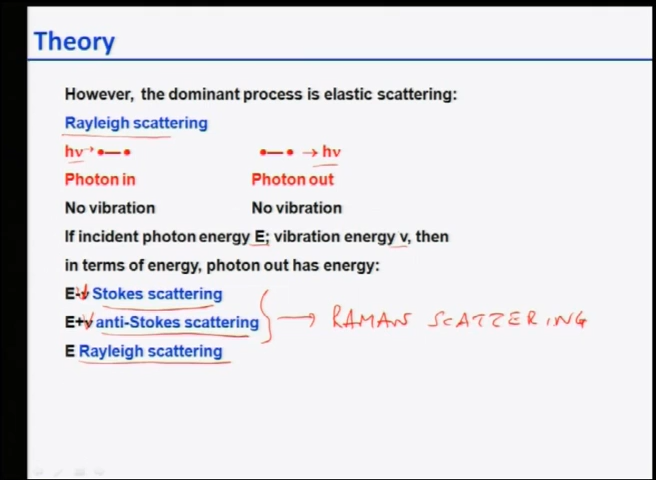 Theory
However, the dominant process is elastic scattering:
Rayleigh scattering
hν → •–• •–• → hν
Photon in Photon out
No vibration No vibration
If incident photon energy E; vibration energy v, then
in terms of energy, photon out has energy:
E-v Stokes scattering
E+v anti-Stokes scattering → RAMAN SCATTERING
E Rayleigh scattering